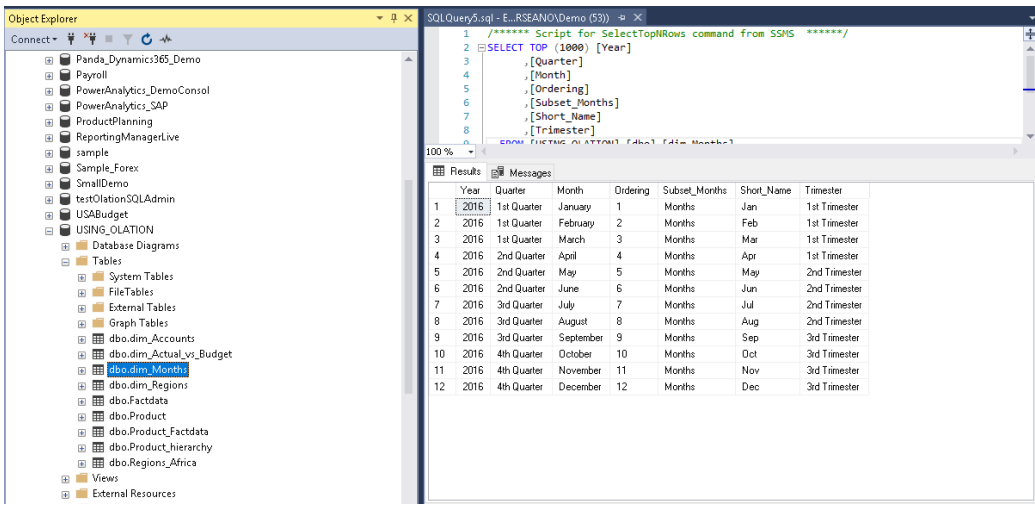 Object Explorer
Connect
Panda_Dynamics365_Demo
Payroll
PowerAnalytics_DemoConsol
PowerAnalytics_SAP
ProductPlanning
ReportingManagerLive
sample
Sample_Forex
SmallDemo
testOlationSQLAdmin
USABudget
USING_OLATION
Database Diagrams
Tables
System Tables
FileTables
External Tables
Graph Tables
dbo.dim_Accounts
dbo.dim_Actual_vs_Budget
dbo.dim_Months
dbo.dim_Regions
dbo.Factdata
dbo.Product
dbo.Product_Factdata
dbo.Product_hierarchy
dbo.Regions_Africa
Views
External Resources
SQLQuery5.sql - E...RSEANO\Demo (53))
1 /****** Script for SelectTopNRows command from SSMS ******/
2 SELECT TOP (1000) [Year]
3 ,[Quarter]
4 ,[Month]
5 ,[Ordering]
6 ,[Subset_Months]
7 ,[Short_Name]
8 ,[Trimester]
9 FROM [USING_OLATION].[dbo].[dim_Months]
100 %
Results Messages
Year Quarter Month Ordering Subset_Months Short_Name Trimester
1 2016 1st Quarter January 1 Months Jan 1st Trimester
2 2016 1st Quarter February 2 Months Feb 1st Trimester
3 2016 1st Quarter March 3 Months Mar 1st Trimester
4 2016 2nd Quarter April 4 Months Apr 1st Trimester
5 2016 2nd Quarter May 5 Months May 2nd Trimester
6 2016 2nd Quarter June 6 Months Jun 2nd Trimester
7 2016 3rd Quarter July 7 Months Jul 2nd Trimester
8 2016 3rd Quarter August 8 Months Aug 2nd Trimester
9 2016 3rd Quarter September 9 Months Sep 3rd Trimester
10 2016 4th Quarter October 10 Months Oct 3rd Trimester
11 2016 4th Quarter November 11 Months Nov 3rd Trimester
12 2016 4th Quarter December 12 Months Dec 3rd Trimester